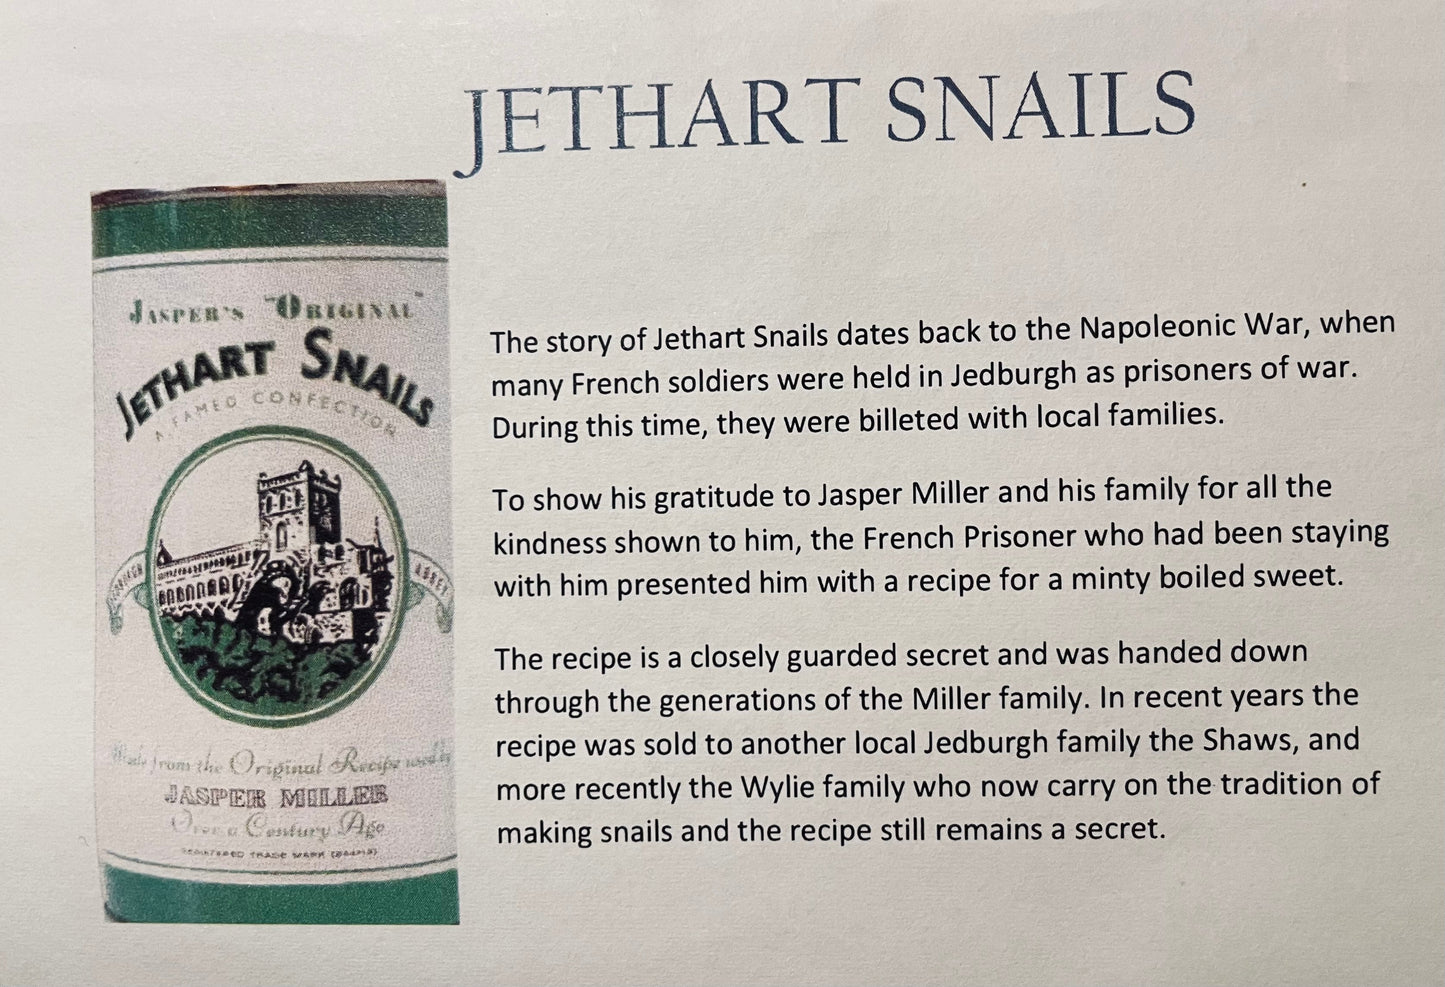 JETHART SNAILS
JASPER'S "ORIGINAL"
JETHART SNAILS
A FAMED CONFECTION
ABBEY
Made from the Original Recipe used by
JASPER MILLER
Over a Century Ago
REGISTERED TRADE MARK
The story of Jethart Snails dates back to the Napoleonic War, when
many French soldiers were held in Jedburgh as prisoners of war.
During this time, they were billeted with local families.
To show his gratitude to Jasper Miller and his family for all the
kindness shown to him, the French Prisoner who had been staying
with him presented him with a recipe for a minty boiled sweet.
The recipe is a closely guarded secret and was handed down
through the generations of the Miller family. In recent years the
recipe was sold to another local Jedburgh family the Shaws, and
more recently the Wylie family who now carry on the tradition of
making snails and the recipe still remains a secret.